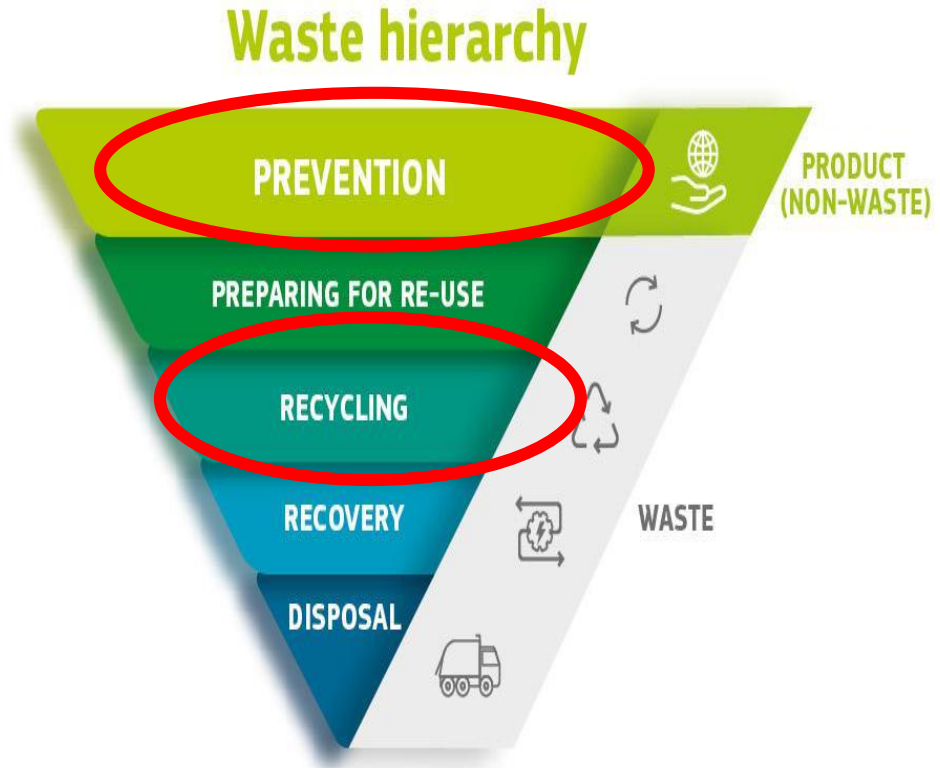 Waste hierarchy
PREVENTION
PRODUCT
(NON-WASTE)
PREPARING FOR RE-USE
RECYCLING
RECOVERY
WASTE
DISPOSAL